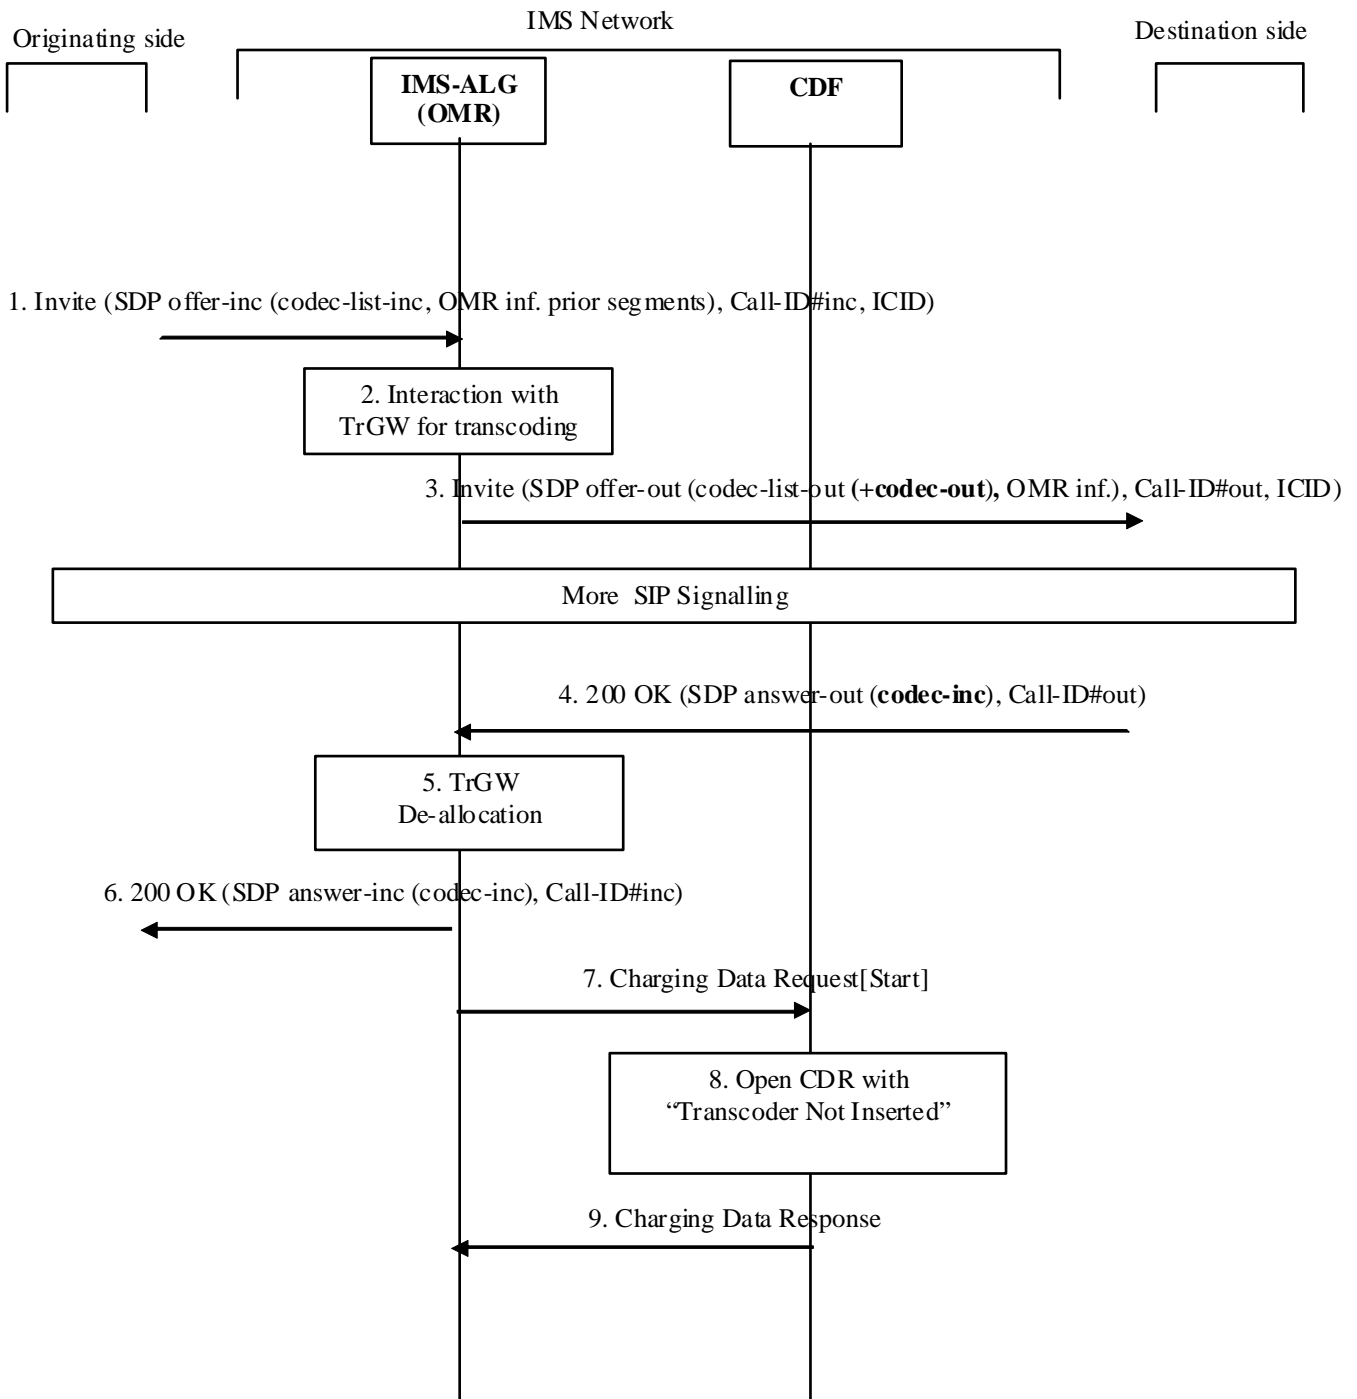 IMS Network
Originating side
Destination side
IMS-ALG
(OMR)
CDF
1. Invite (SDP offer-inc (codec-list-inc, OMR inf. prior segments), Call-ID#inc, ICID)
2. Interaction with
TrGW for transcoding
3. Invite (SDP offer-out (codec-list-out (+codec-out), OMR inf.), Call-ID#out, ICID)
More SIP Signalling
4. 200 OK (SDP answer-out (codec-inc), Call-ID#out)
5. TrGW
De-allocation
6. 200 OK (SDP answer-inc (codec-inc), Call-ID#inc)
7. Charging Data Request[Start]
8. Open CDR with
“Transcoder Not Inserted”
9. Charging Data Response